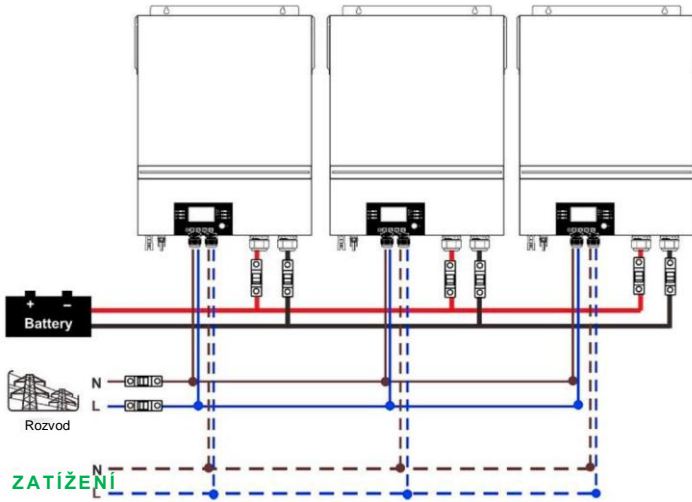 + −
Battery
N
L
Rozvod
N
ZATÍŽENÍ
L